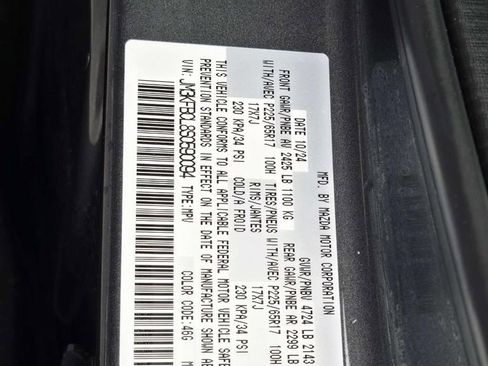 MFD. BY MAZDA MOTOR CORPORATION
DATE 10/24 GVWR/PNBV 4724 LB 2143
FRONT GAWR/PNBE AV 2425 LB 1100 KG REAR GAWR/PNBE AR 2299 LB
WITH/AVEC P225/65R17 100H TIRES/PNEUS WITH/AVEC P225/65R17 100H
17X7J RIMS/JANTES 17X7J
230 KPA/34 PSI COLD/A FROID 230 KPA/34 PSI
THIS VEHICLE CONFORMS TO ALL APPLICABLE FEDERAL MOTOR VEHICLE SAFE
PREVENTION STANDARDS IN EFFECT ON THE DATE OF MANUFACTURE SHOWN AB
VIN: TYPE:MPV COLOR CODE:46G